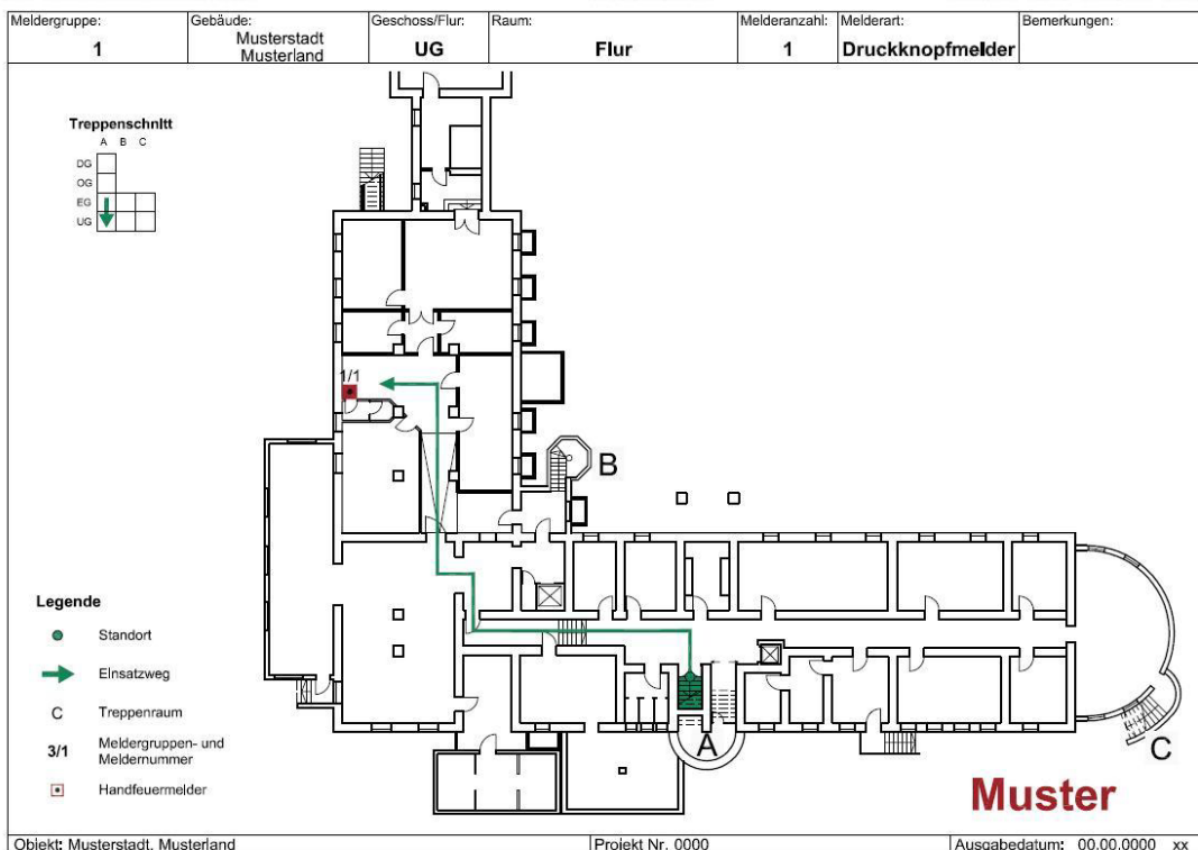 Meldergruppe:
1
Gebäude:
Musterstadt
Musterland
Geschoss/Flur:
UG
Raum:
Flur
Melderanzahl:
1
Melderart:
Druckknopfmelder
Bemerkungen:
Treppenschnitt
A B C
DG
OG
EG
UG
1/1
B
A
C
Legende
Standort
Einsatzweg
C Treppenraum
3/1 Meldergruppen- und
Meldernummer
Handfeuermelder
Muster
Objekt: Musterstadt, Musterland
Projekt Nr. 0000
Ausgabedatum: 00.00.0000 xx